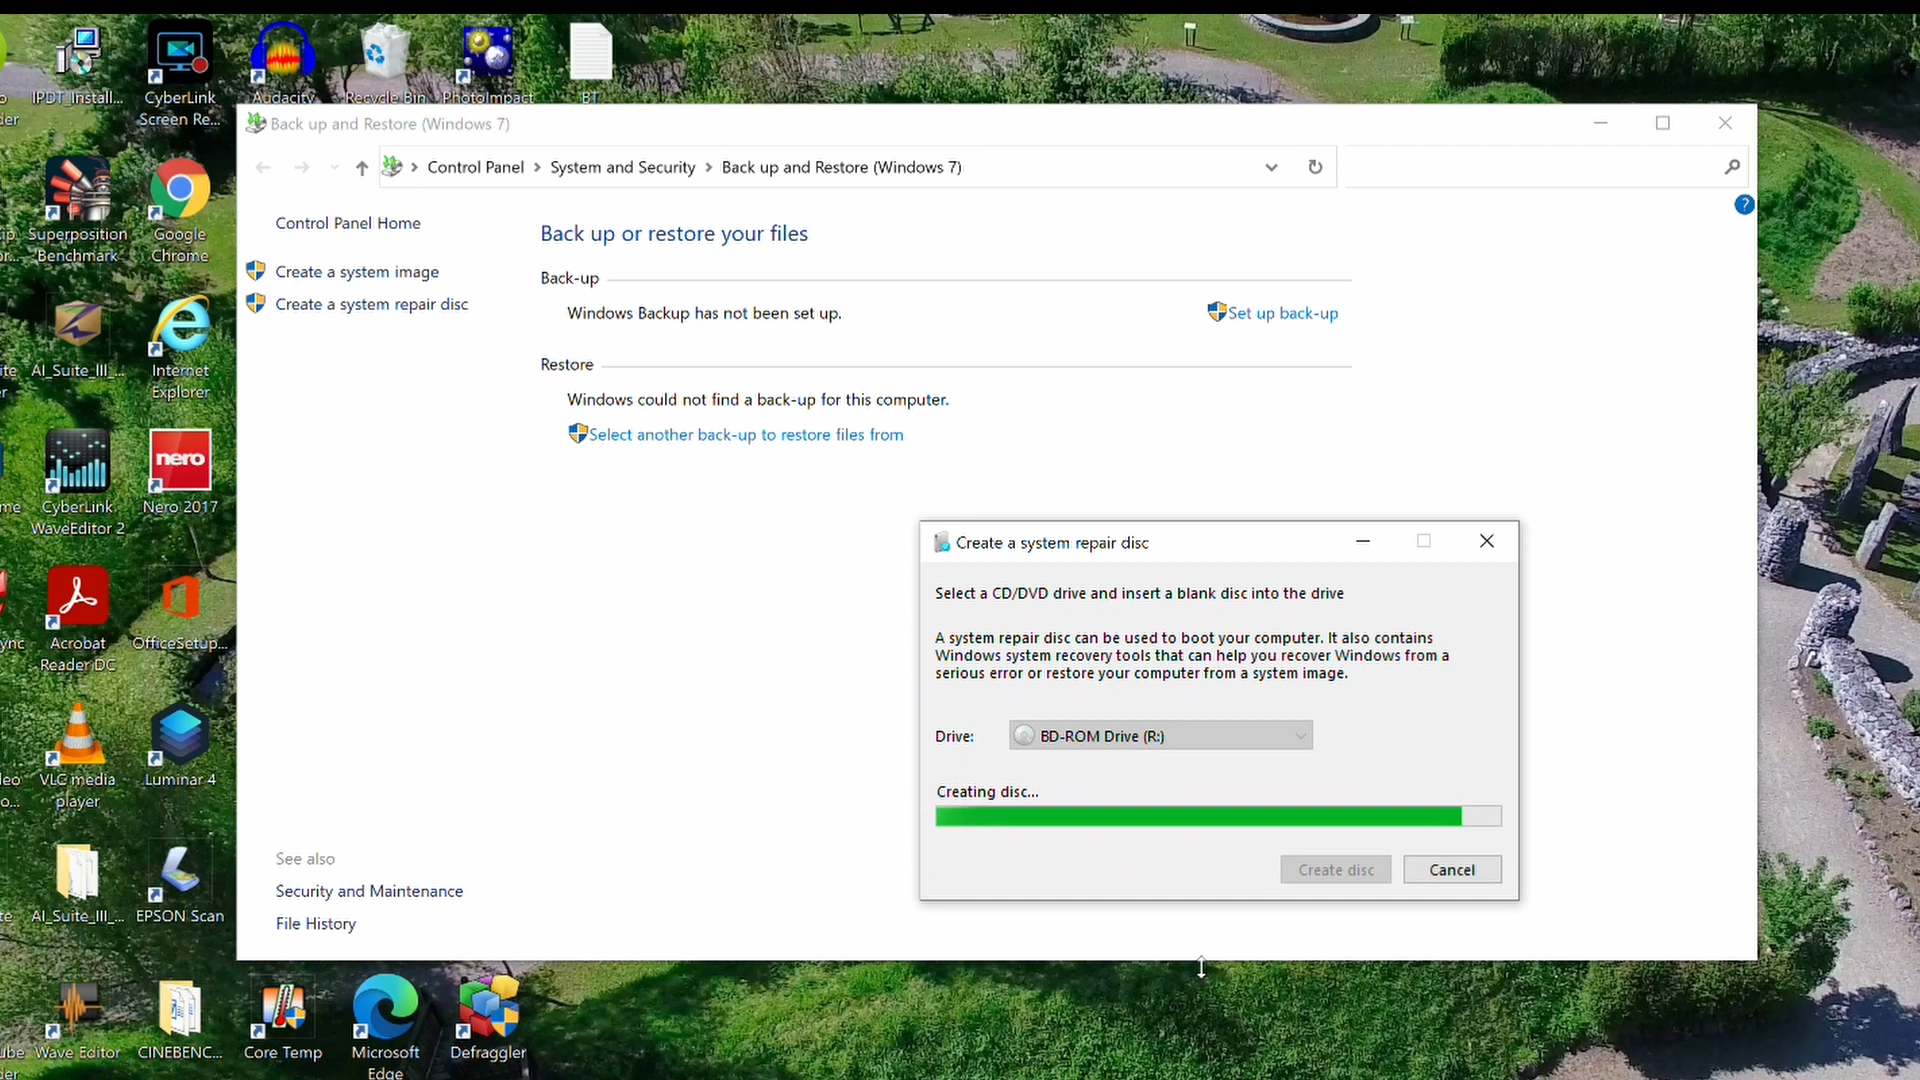 IPDT_Install...
CyberLink
Screen Re...
Audacity
Recycle Bin
PhotoImpact
BT
der
Back up and Restore (Windows 7)
Control Panel
System and Security
Back up and Restore (Windows 7)
Control Panel Home
Create a system image
Create a system repair disc
Back up or restore your files
Back-up
Windows Backup has not been set up.
Set up back-up
Restore
Windows could not find a back-up for this computer.
Select another back-up to restore files from
Superposition
Benchmark
Google
Chrome
AI_Suite_III_...
Internet
Explorer
CyberLink
WaveEditor 2
nero
Nero 2017
Acrobat
Reader DC
OfficeSetup...
VLC media
player
Luminar 4
AI_Suite_III_...
EPSON Scan
Create a system repair disc
Select a CD/DVD drive and insert a blank disc into the drive
A system repair disc can be used to boot your computer. It also contains
Windows system recovery tools that can help you recover Windows from a
serious error or restore your computer from a system image.
Drive:
BD-ROM Drive (R:)
Creating disc...
Create disc
Cancel
See also
Security and Maintenance
File History
Wave Editor
CINEBENC...
Core Temp
Microsoft
Edge
Defraggler